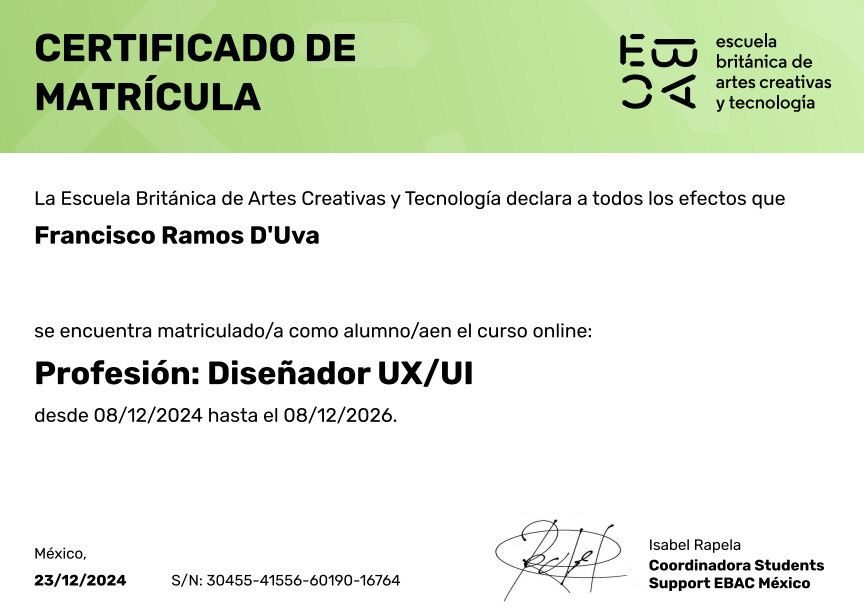 CERTIFICADO DE
MATRÍCULA
escuela
británica de
artes creativas
y tecnología
La Escuela Británica de Artes Creativas y Tecnología declara a todos los efectos que
Francisco Ramos D'Uva
se encuentra matriculado/a como alumno/aen el curso online:
Profesión: Diseñador UX/UI
desde 08/12/2024 hasta el 08/12/2026.
México,
23/12/2024
S/N: 30455-41556-60190-16764
Isabel Rapela
Coordinadora Students
Support EBAC México